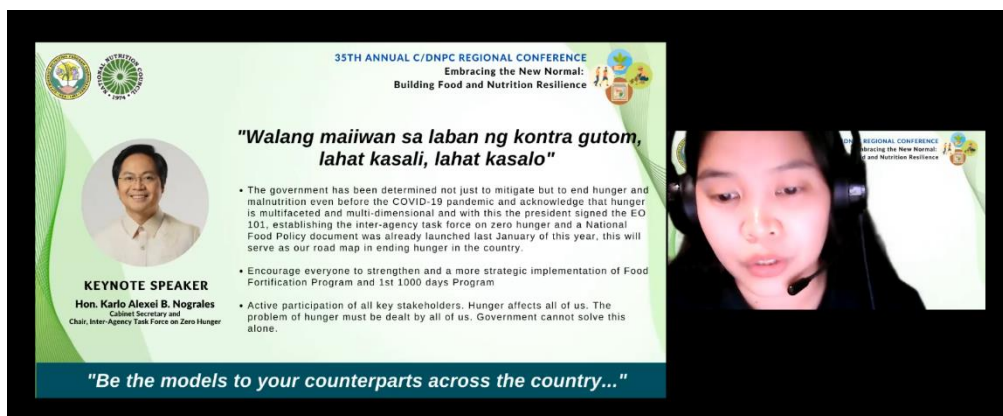 35TH ANNUAL C/DNPC REGIONAL CONFERENCE
Embracing the New Normal:
Building Food and Nutrition Resilience
NATIONAL NUTRITION COUNCIL
1974
"Walang maiiwan sa laban ng kontra gutom,
lahat kasali, lahat kasalo"
• The government has been determined not just to mitigate but to end hunger and
malnutrition even before the COVID-19 pandemic and acknowledge that hunger
is multifaceted and multi-dimensional and with this the president signed the EO
101, establishing the inter-agency task force on zero hunger and a National
Food Policy document was already launched last January of this year, this will
serve as our road map in ending hunger in the country.
• Encourage everyone to strengthen and a more strategic implementation of Food
Fortification Program and 1st 1000 days Program
• Active participation of all key stakeholders. Hunger affects all of us. The
problem of hunger must be dealt by all of us. Government cannot solve this
alone.
KEYNOTE SPEAKER
Hon. Karlo Alexei B. Nograles
Cabinet Secretary and
Chair, Inter-Agency Task Force on Zero Hunger
"Be the models to your counterparts across the country..."
REGIONAL CONFERENCE
bracing the New Normal:
d and Nutrition Resilience